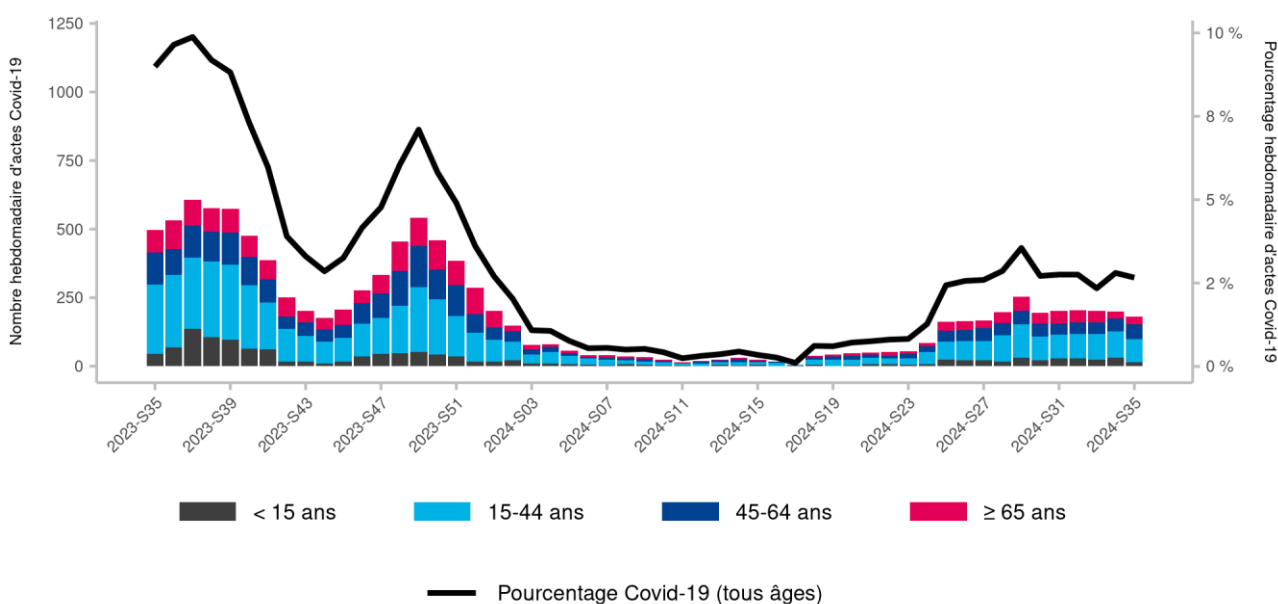 Nombre hebdomadaire d'actes Covid-19
1250
1000
750
500
250
0
10 %
8 %
5 %
2 %
0 %
Pourcentage hebdomadaire d'actes Covid-19
2023-S35
2023-S39
2023-S43
2023-S47
2023-S51
2024-S03
2024-S07
2024-S11
2024-S15
2024-S19
2024-S23
2024-S27
2024-S31
2024-S35
< 15 ans
15-44 ans
45-64 ans
≥ 65 ans
Pourcentage Covid-19 (tous âges)